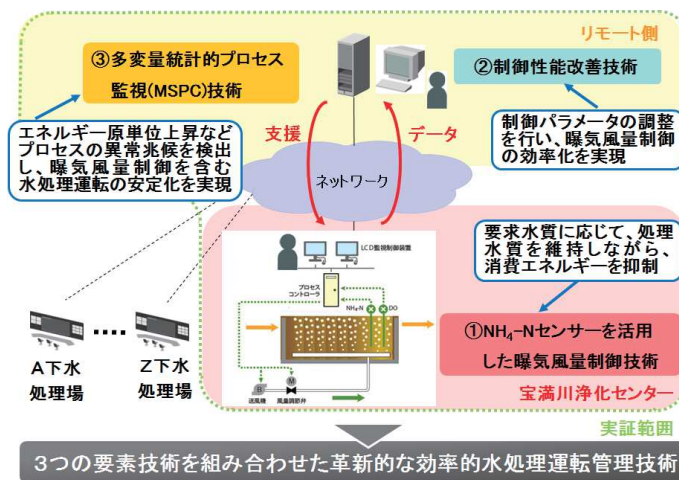 リモート側
③多変量統計的プロセス
監視(MSPC)技術
②制御性能改善技術
エネルギー原単位上昇など
プロセスの異常兆候を検出
し、曝気風量制御を含む
水処理運転の安定化を実現
支援
データ
制御パラメータの調整
を行い、曝気風量制御
の効率化を実現
ネットワーク
LCD監視制御装置
プロセス
コントローラ
NH₄-N
DO
要求水質に応じて、処理
水質を維持しながら、
消費エネルギーを抑制
①NH₄-Nセンサーを活用
した曝気風量制御技術
A下水
処理場
Z下水
処理場
B
送風機
M
風量調節弁
宝満川浄化センター
実証範囲
3つの要素技術を組み合わせた革新的な効率的水処理運転管理技術